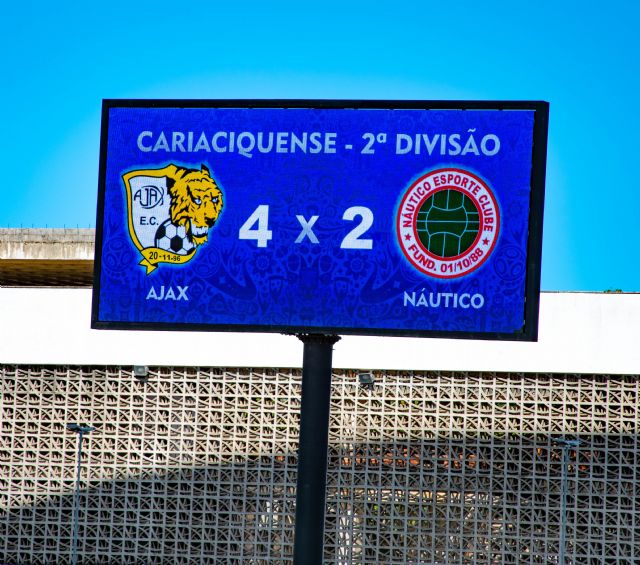 CARIACIQUENSE - 2ª DIVISÃO
AJAX
E.C.
20-11-96
4 X 2
NÁUTICO ESPORTE CLUBE
FUND. 01/10/88
AJAX
NÁUTICO